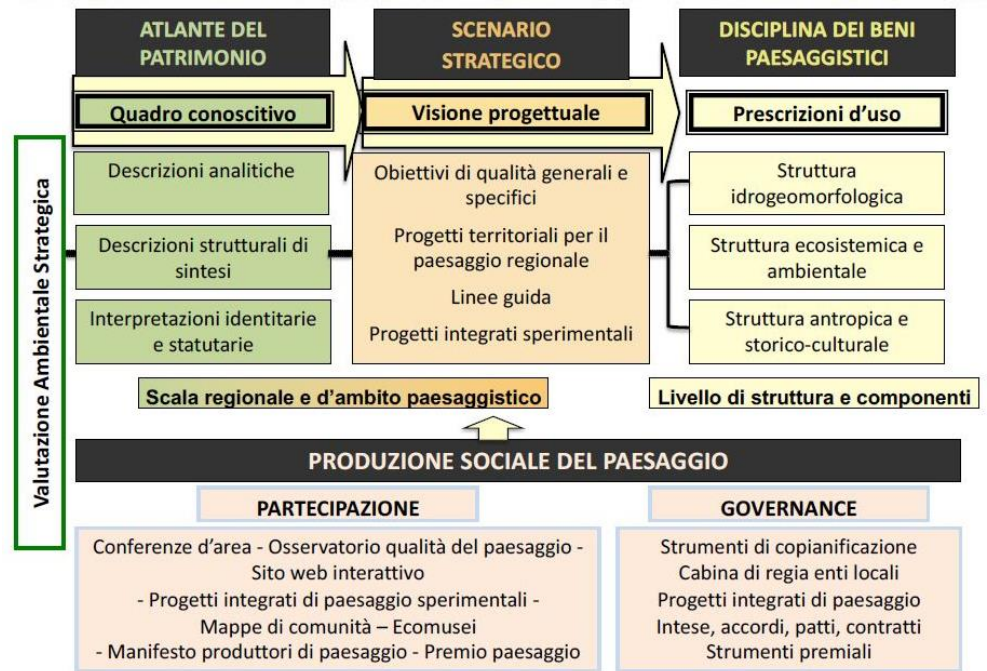 ATLANTE DEL
PATRIMONIO
SCENARIO
STRATEGICO
DISCIPLINA DEI BENI
PAESAGGISTICI
Quadro conoscitivo
Visione progettuale
Prescrizioni d'uso
Valutazione Ambientale Strategica
Descrizioni analitiche
Descrizioni strutturali di
sintesi
Interpretazioni identitarie
e statutarie
Obiettivi di qualità generali e
specifici
Progetti territoriali per il
paesaggio regionale
Linee guida
Progetti integrati sperimentali
Struttura
idrogeomorfologica
Struttura ecosistemica e
ambientale
Struttura antropica e
storico-culturale
Scala regionale e d'ambito paesaggistico
Livello di struttura e componenti
PRODUZIONE SOCIALE DEL PAESAGGIO
PARTECIPAZIONE
Conferenze d'area - Osservatorio qualità del paesaggio -
Sito web interattivo
- Progetti integrati di paesaggio sperimentali -
Mappe di comunità – Ecomusei
- Manifesto produttori di paesaggio - Premio paesaggio
GOVERNANCE
Strumenti di copianificazione
Cabina di regia enti locali
Progetti integrati di paesaggio
Intese, accordi, patti, contratti
Strumenti premiali